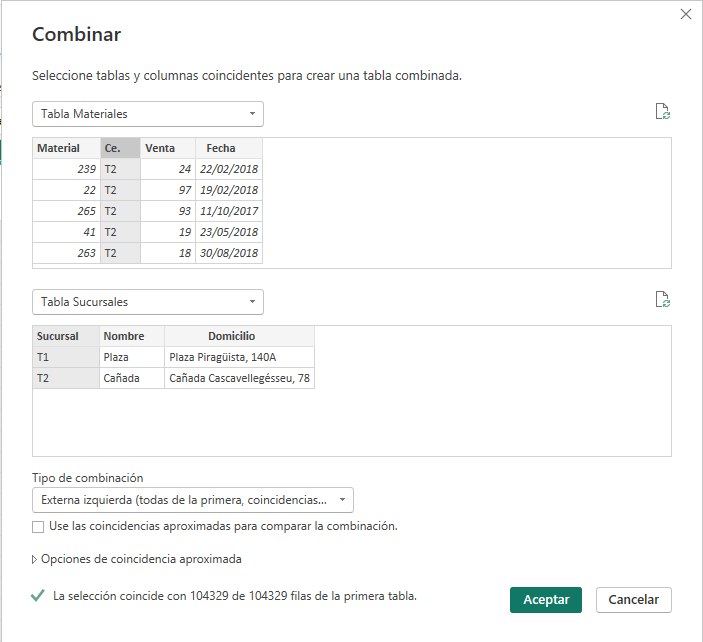 Combinar
Seleccione tablas y columnas coincidentes para crear una tabla combinada.
Tabla Materiales
Material Ce. Venta Fecha
239 T2 24 22/02/2018
22 T2 97 19/02/2018
265 T2 93 11/10/2017
41 T2 19 23/05/2018
263 T2 18 30/08/2018
Tabla Sucursales
Sucursal Nombre Domicilio
T1 Plaza Plaza Piragüista, 140A
T2 Cañada Cañada Cascavellegésseu, 78
Tipo de combinación
Externa izquierda (todas de la primera, coincidencias...
Use las coincidencias aproximadas para comparar la combinación.
Opciones de coincidencia aproximada
La selección coincide con 104329 de 104329 filas de la primera tabla.
Aceptar Cancelar